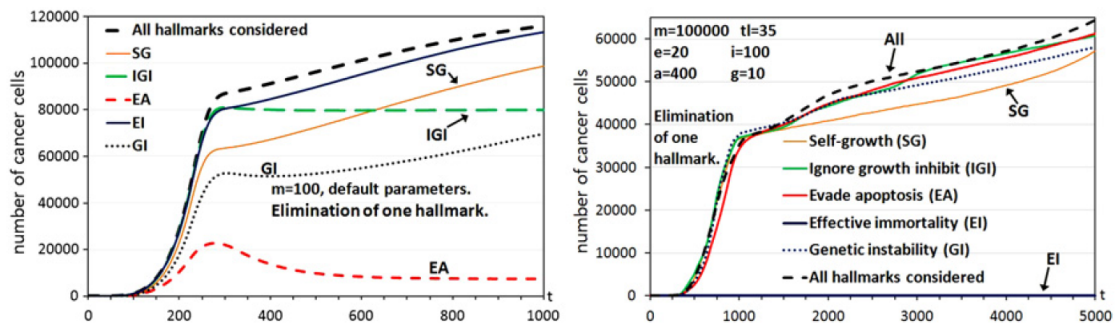 120000
100000
80000
60000
40000
20000
0
number of cancer cells
All hallmarks considered
SG
IGI
EA
EI
GI
SG
IGI
GI
m=100, default parameters.
Elimination of one hallmark.
EA
t
0 200 400 600 800 1000
60000
50000
40000
30000
20000
10000
0
number of cancer cells
m=100000 tl=35
e=20 i=100
a=400 g=10
All
SG
Elimination
of one
hallmark.
Self-growth (SG)
Ignore growth inhibit (IGI)
Evade apoptosis (EA)
Effective immortality (EI)
Genetic instability (GI)
All hallmarks considered
EI
t
0 1000 2000 3000 4000 5000